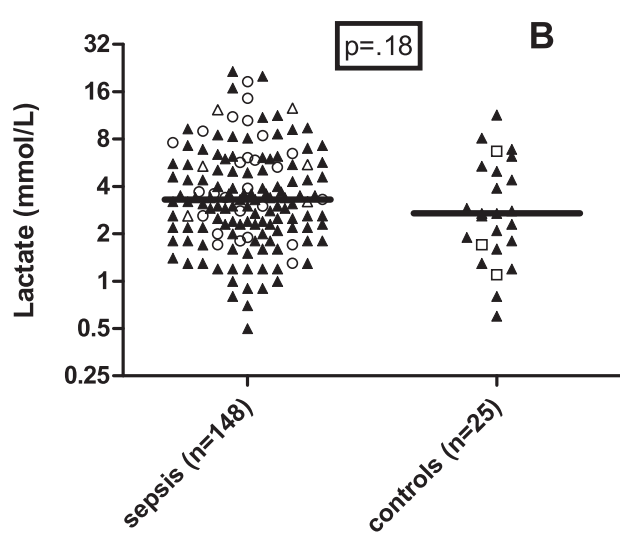 B
p=.18
Lactate (mmol/L)
32
16
8
4
2
1
0.5
0.25
sepsis (n=148)
controls (n=25)